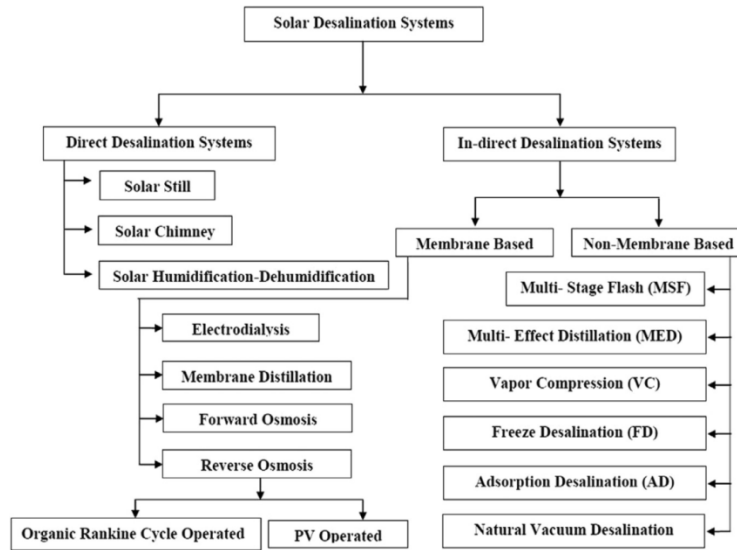 Solar Desalination Systems
Direct Desalination Systems
In-direct Desalination Systems
Solar Still
Solar Chimney
Solar Humidification-Dehumidification
Membrane Based
Non-Membrane Based
Electrodialysis
Membrane Distillation
Forward Osmosis
Reverse Osmosis
Organic Rankine Cycle Operated
PV Operated
Multi- Stage Flash (MSF)
Multi- Effect Distillation (MED)
Vapor Compression (VC)
Freeze Desalination (FD)
Adsorption Desalination (AD)
Natural Vacuum Desalination